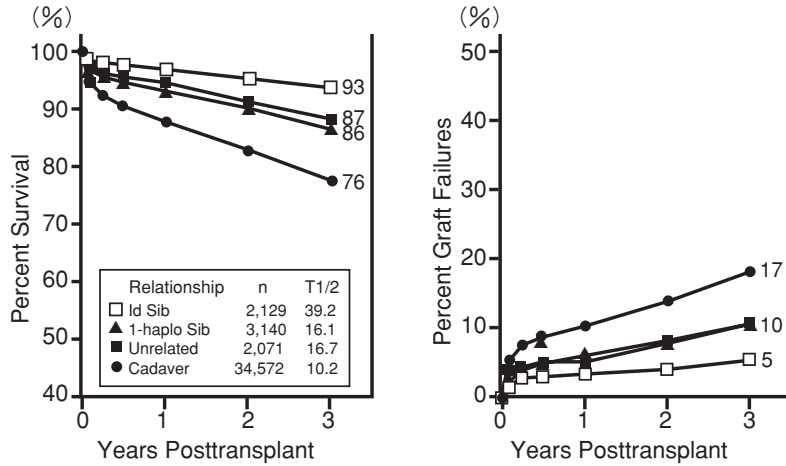 (%)
100
90
80
70
60
50
40
Percent Survival
93
87
86
76
Relationship n T1/2
Id Sib 2,129 39.2
1-haplo Sib 3,140 16.1
Unrelated 2,071 16.7
Cadaver 34,572 10.2
0 1 2 3
Years Posttransplant
(%)
50
40
30
20
10
0
Percent Graft Failures
17
10
5
0 1 2 3
Years Posttransplant